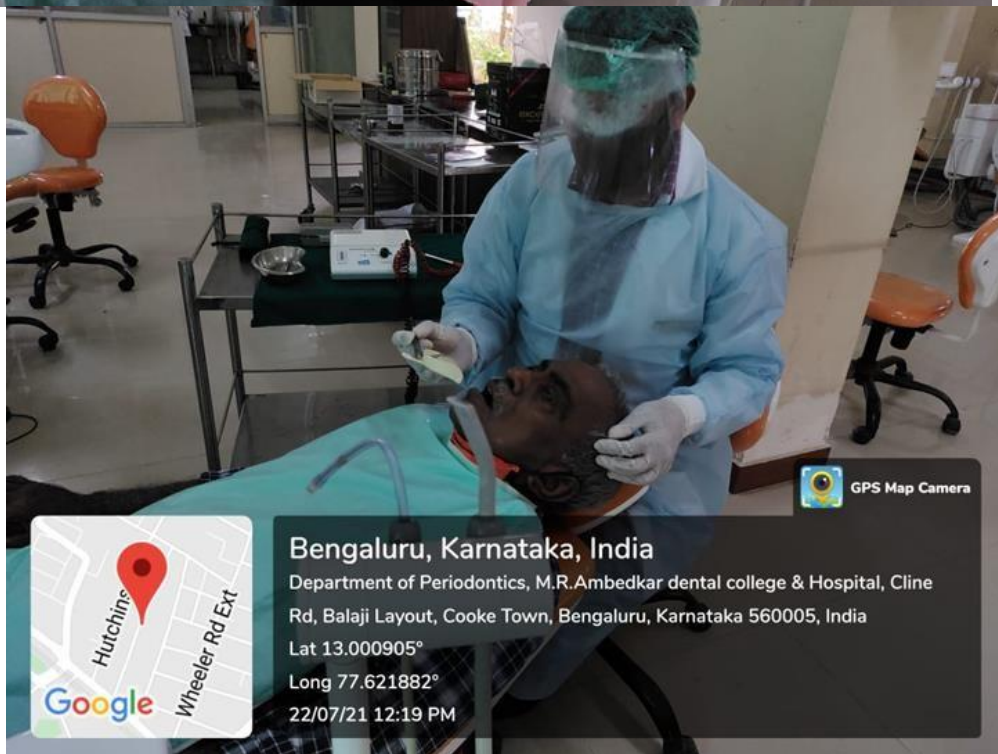 GPS Map Camera
Bengaluru, Karnataka, India
Department of Periodontics, M.R.Ambedkar dental college & Hospital, Cline
Rd, Balaji Layout, Cooke Town, Bengaluru, Karnataka 560005, India
Lat 13.000905°
Long 77.621882°
22/07/21 12:19 PM
Hutchins
Wheeler Rd Ext
Google